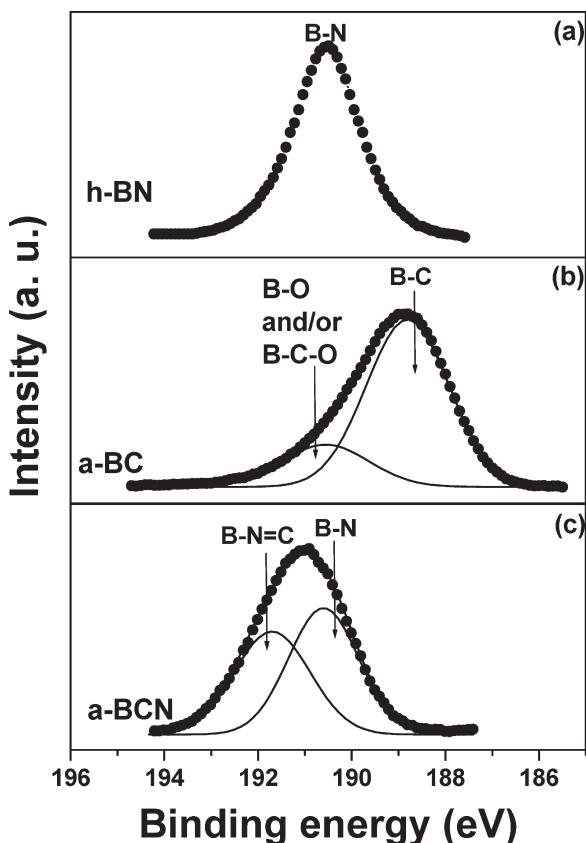 Intensity (a. u.)
(a)
B-N
h-BN
(b)
B-C
B-O
and/or
B-C-O
a-BC
(c)
B-N=C
B-N
a-BCN
196 194 192 190 188 186
Binding energy (eV)